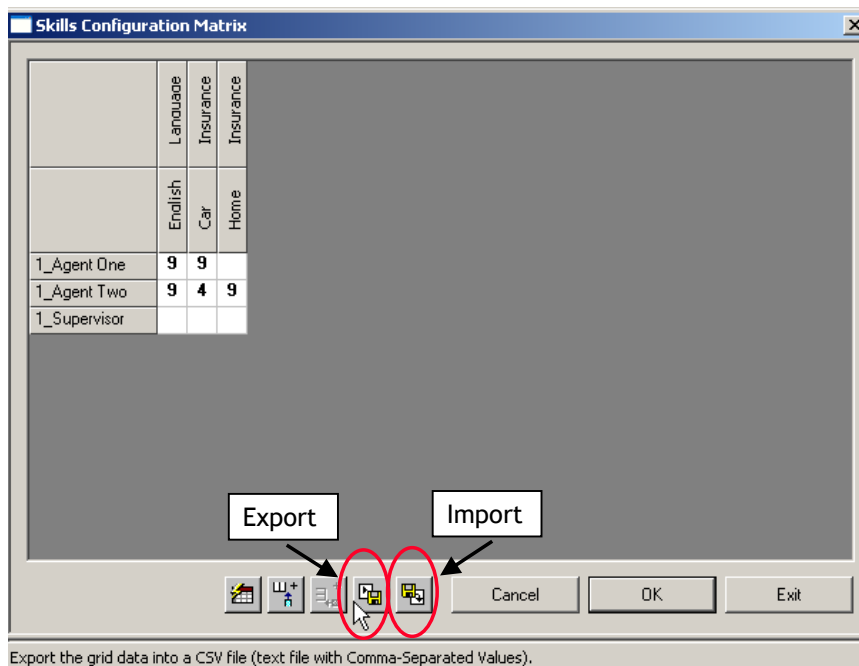 Skills Configuration Matrix
Language Insurance Insurance
English Car Home
1_Agent One 9 9
1_Agent Two 9 4 9
1_Supervisor
Export Import
Cancel OK Exit
Export the grid data into a CSV file (text file with Comma-Separated Values).